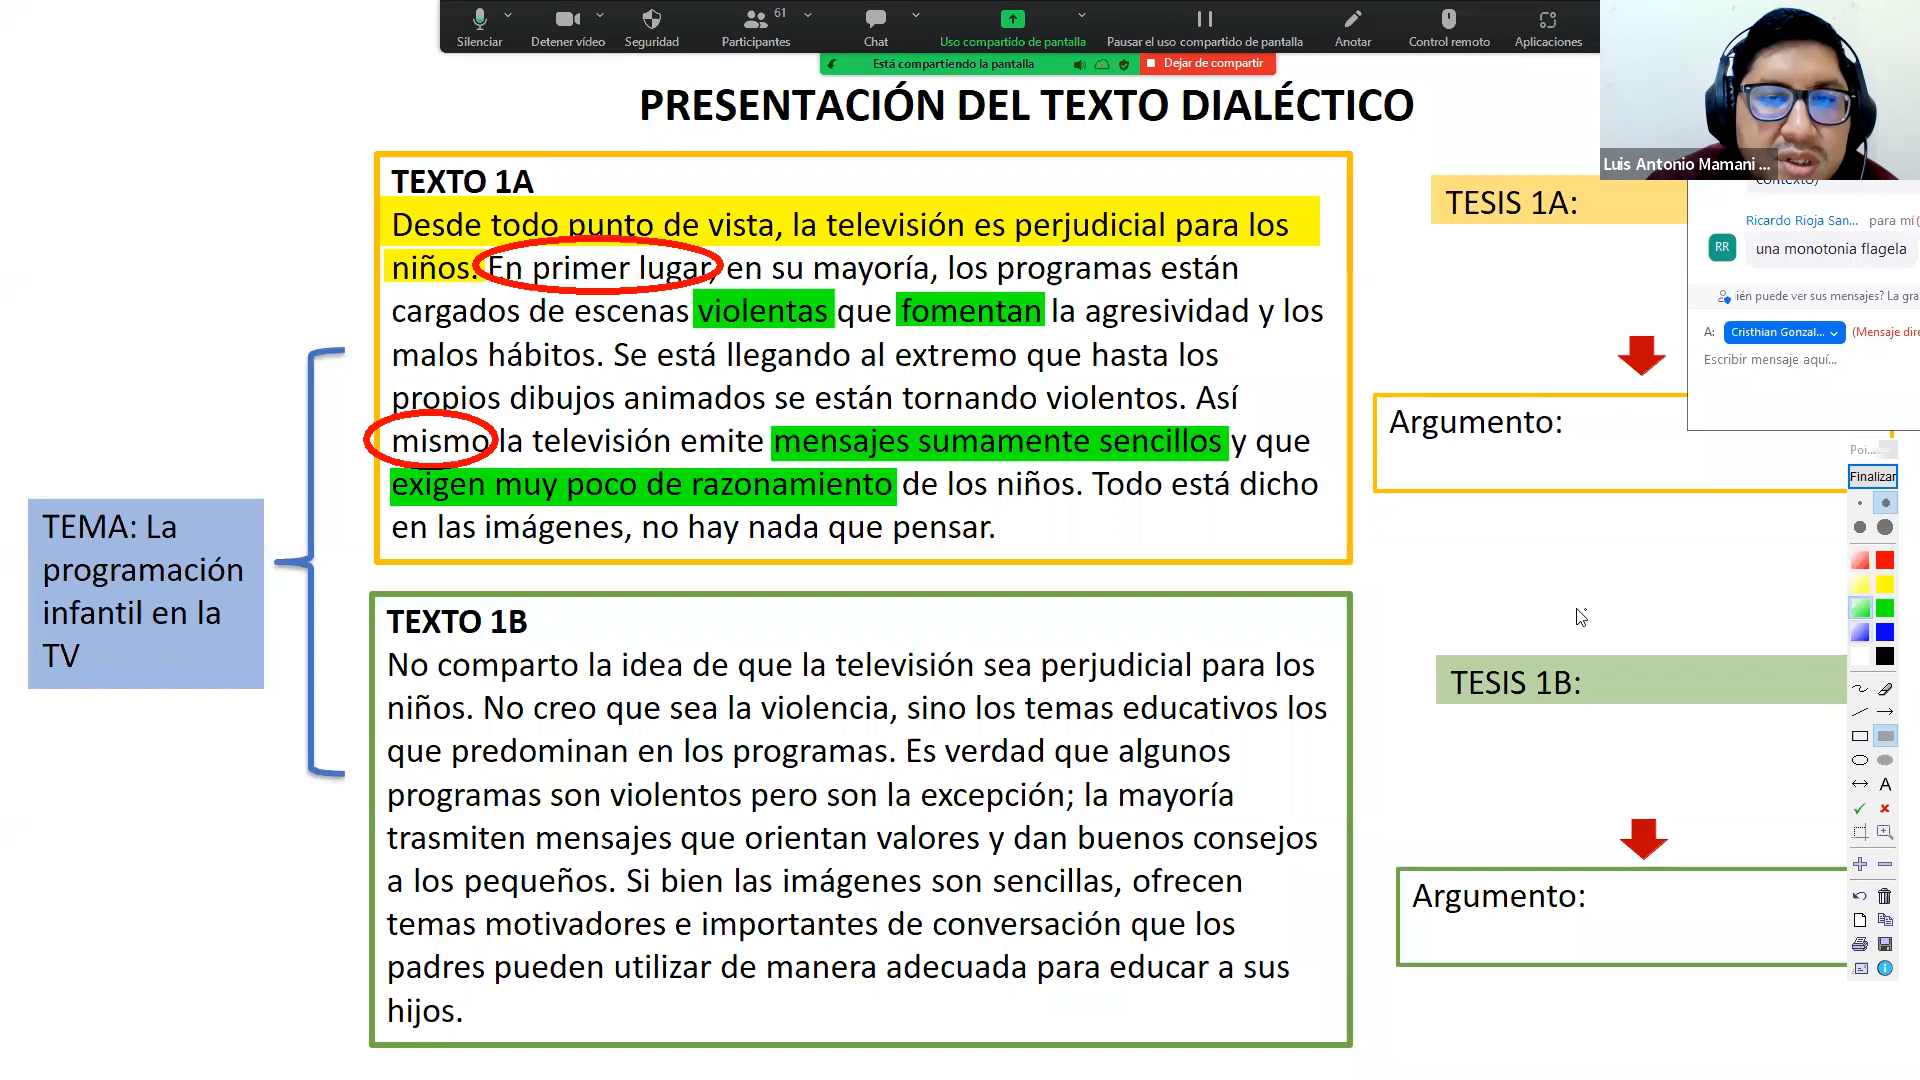 Silenciar
Detener vídeo
Seguridad
61
Participantes
Chat
Uso compartido de pantalla
Pausar el uso compartido de pantalla
Anotar
Control remoto
Aplicaciones
Está compartiendo la pantalla
Dejar de compartir
Luis Antonio Mamani ...
PRESENTACIÓN DEL TEXTO DIALÉCTICO
TEXTO 1A
Desde todo punto de vista, la televisión es perjudicial para los
niños. En primer lugar, en su mayoría, los programas están
cargados de escenas violentas que fomentan la agresividad y los
malos hábitos. Se está llegando al extremo que hasta los
propios dibujos animados se están tornando violentos. Así
mismo la televisión emite mensajes sumamente sencillos y que
exigen muy poco de razonamiento de los niños. Todo está dicho
en las imágenes, no hay nada que pensar.
TEMA: La
programación
infantil en la
TV
TEXTO 1B
No comparto la idea de que la televisión sea perjudicial para los
niños. No creo que sea la violencia, sino los temas educativos los
que predominan en los programas. Es verdad que algunos
programas son violentos pero son la excepción; la mayoría
trasmiten mensajes que orientan valores y dan buenos consejos
a los pequeños. Si bien las imágenes son sencillas, ofrecen
temas motivadores e importantes de conversación que los
padres pueden utilizar de manera adecuada para educar a sus
hijos.
TESIS 1A:
Argumento:
TESIS 1B:
Argumento:
contexto)
Ricardo Rioja San... para mí (
RR
una monotonia flagela
ién puede ver sus mensajes? La gra
A: Cristhian Gonzal... (Mensaje dire
Escribir mensaje aquí...
Poi...
Finalizar
A